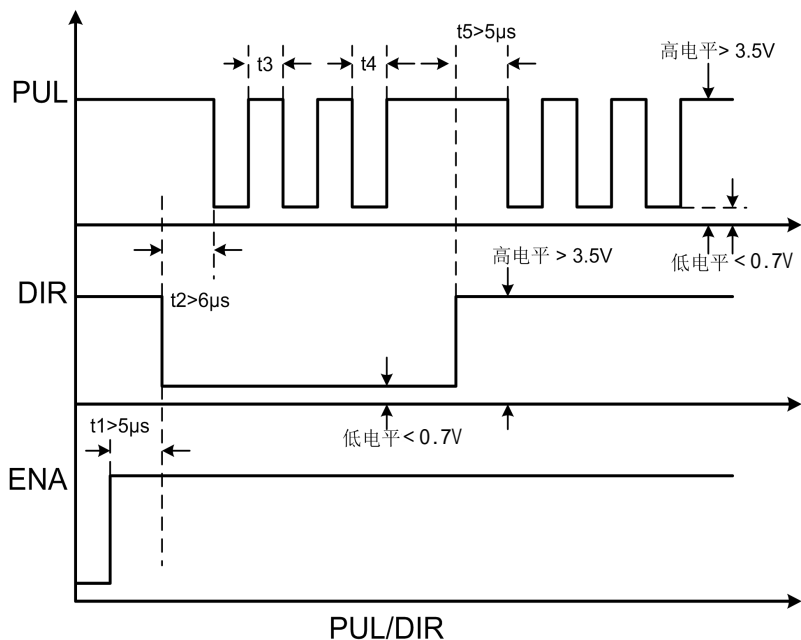 t5>5μs
t3
t4
高电平> 3.5V
PUL
高电平 > 3.5V
低电平<0.7V
DIR
t2>6μs
t1>5μs
低电平<0.7V
ENA
PUL/DIR